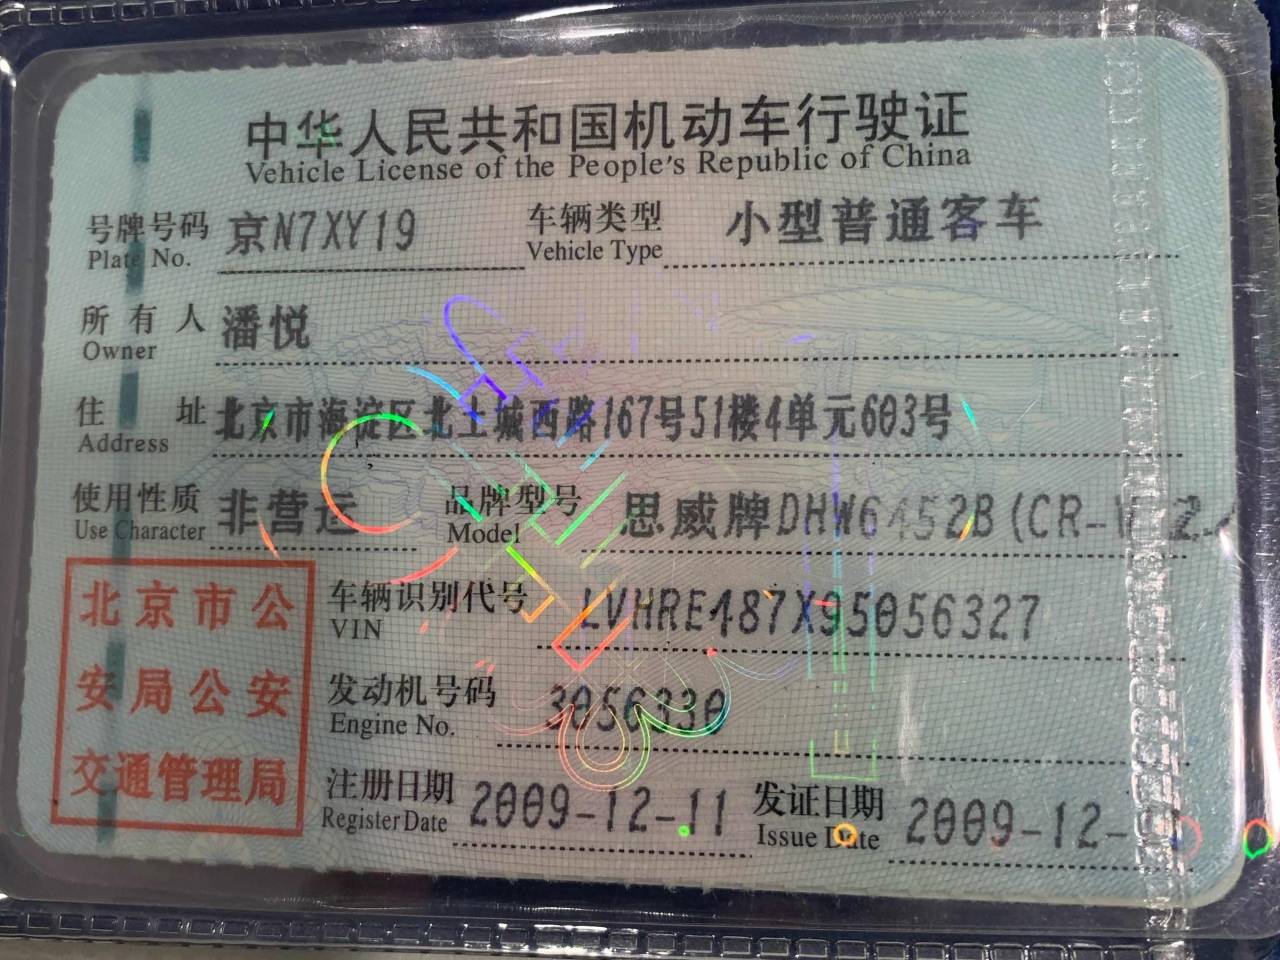 中华人民共和国机动车行驶证
Vehicle License of the People's Republic of China
号牌号码 京N7XY19 车辆类型 小型普通客车
Plate No. Vehicle Type
所有人 潘悦
Owner
住址 北京市海淀区北土城西路167号51楼4单元603号
Address
使用性质 非营运 品牌型号 思威牌DHW6452B(CR-V 2.4
Use Character Model
北京市公安局公安交通管理局
车辆识别代号 LVHRE487X95056327
VIN
发动机号码 3056330
Engine No.
注册日期 2009-12-11 发证日期 2009-12-
Register Date Issue Date